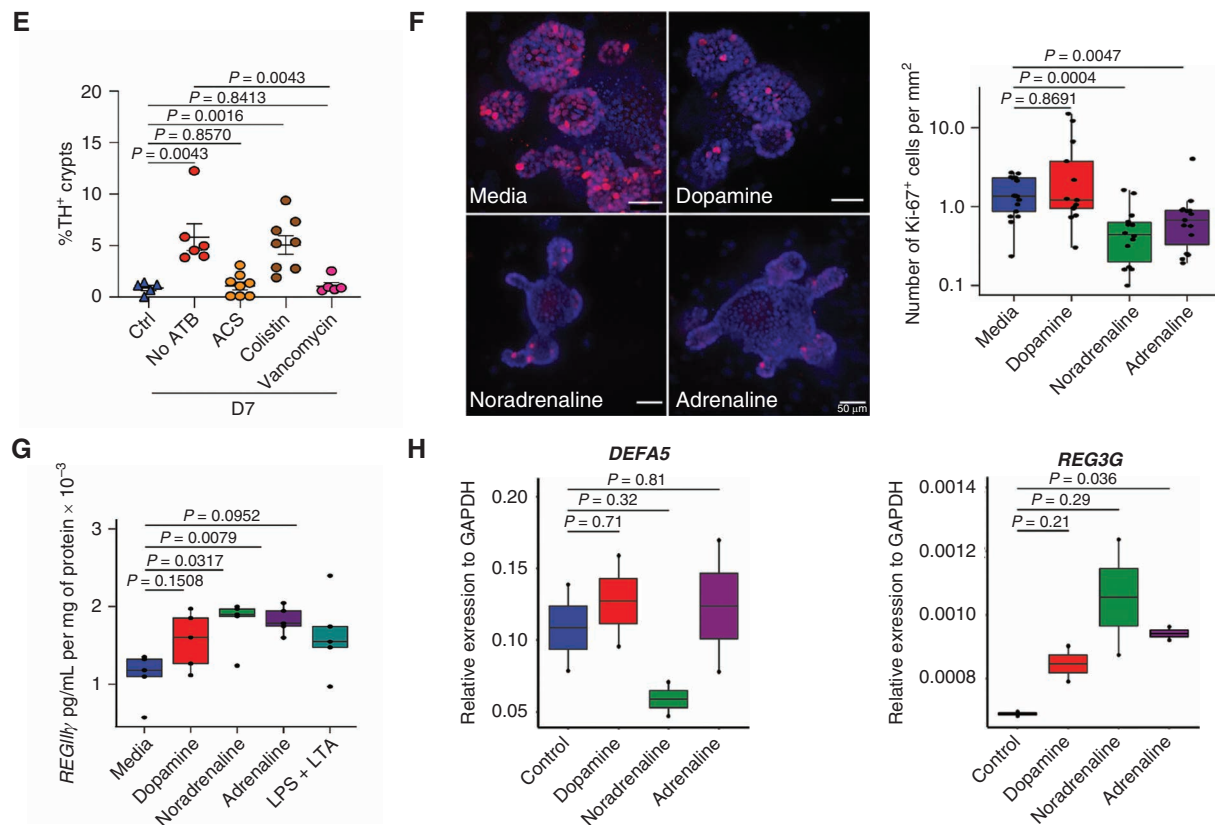 E
P = 0.0043
P = 0.8413
P = 0.0016
P = 0.8570
P = 0.0043
%TH+ crypts
20
15
10
5
0
Ctrl
No ATB
ACS
Colistin
Vancomycin
D7
F
Media
Dopamine
Noradrenaline
Adrenaline
50 µm
P = 0.0047
P = 0.0004
P = 0.8691
Number of Ki-67+ cells per mm2
10.0
1.0
0.1
Media
Dopamine
Noradrenaline
Adrenaline
G
P = 0.0952
P = 0.0079
P = 0.0317
P = 0.1508
REGIIIγ pg/mL per mg of protein × 10−3
3
2
1
Media
Dopamine
Noradrenaline
Adrenaline
LPS + LTA
H
DEFA5
P = 0.81
P = 0.32
P = 0.71
Relative expression to GAPDH
0.20
0.15
0.10
0.05
Control
Dopamine
Noradrenaline
Adrenaline
REG3G
P = 0.036
P = 0.29
P = 0.21
Relative expression to GAPDH
0.0014
0.0012
0.0010
0.0008
Control
Dopamine
Noradrenaline
Adrenaline